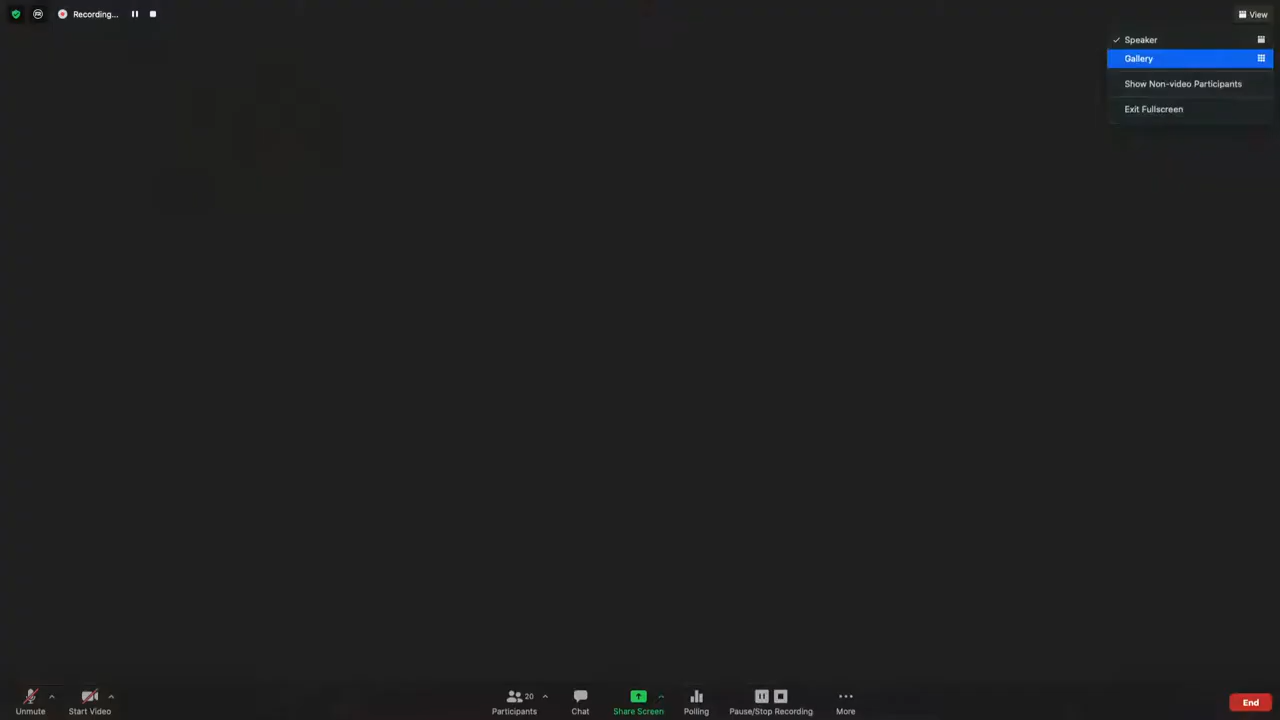 Recording...
View
Speaker
Gallery
Show Non-video Participants
Exit Fullscreen
Unmute
Start Video
20
Participants
Chat
Share Screen
Polling
Pause/Stop Recording
More
End